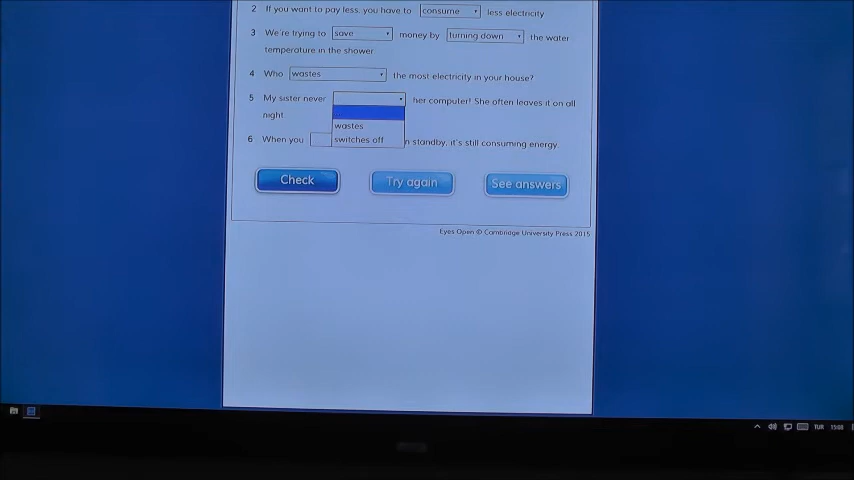 2 If you want to pay less, you have to consume less electricity
3 We're trying to save money by turning down the water
temperature in the shower.
4 Who wastes the most electricity in your house?
5 My sister never her computer! She often leaves it on all
night
wastes
switches off
6 When you n standby, it's still consuming energy.
Check Try again See answers
Eyes Open © Cambridge University Press 2015
TUR 15:08